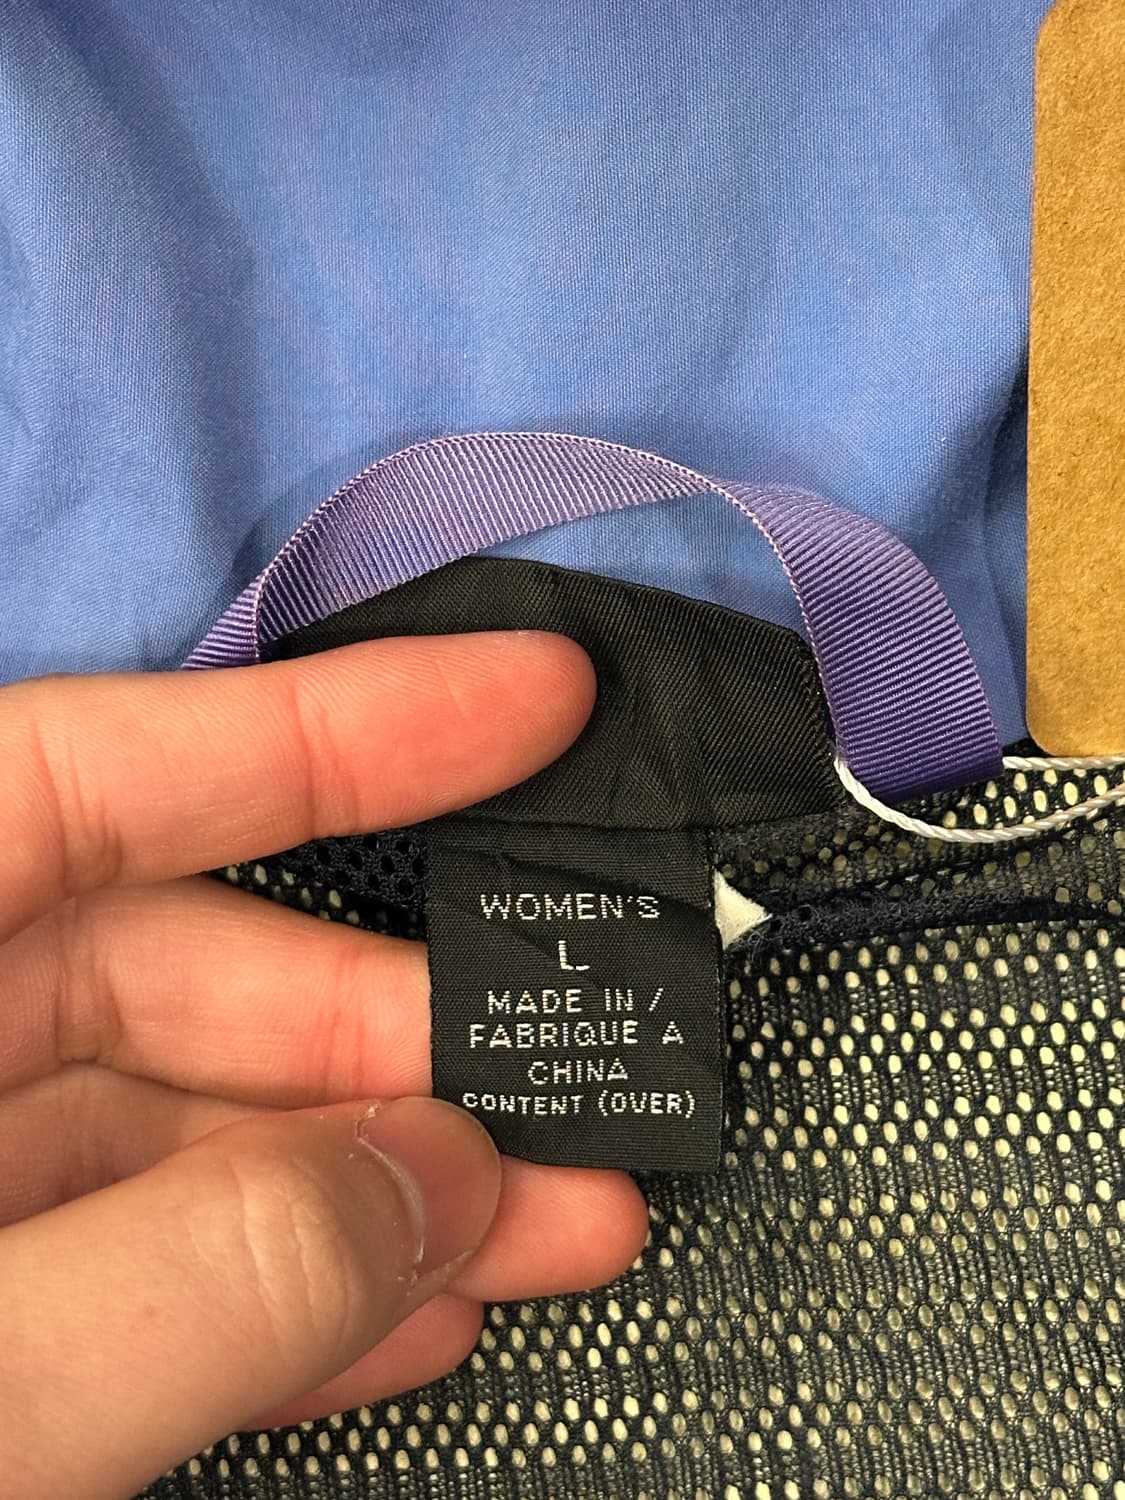 WOMEN'S
L
MADE IN /
FABRIQUE A
CHINA
CONTENT (OVER)